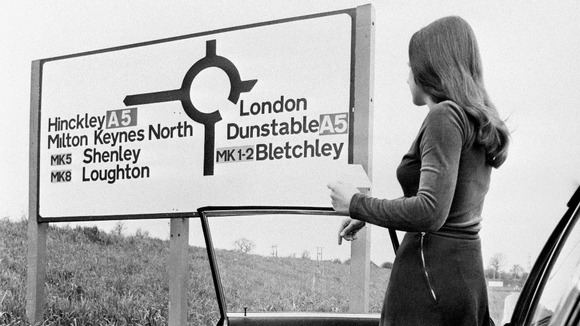 Hinckley A5
Milton Keynes North
MK5 Shenley
MK8 Loughton
London
Dunstable A5
MK1-2 Bletchley